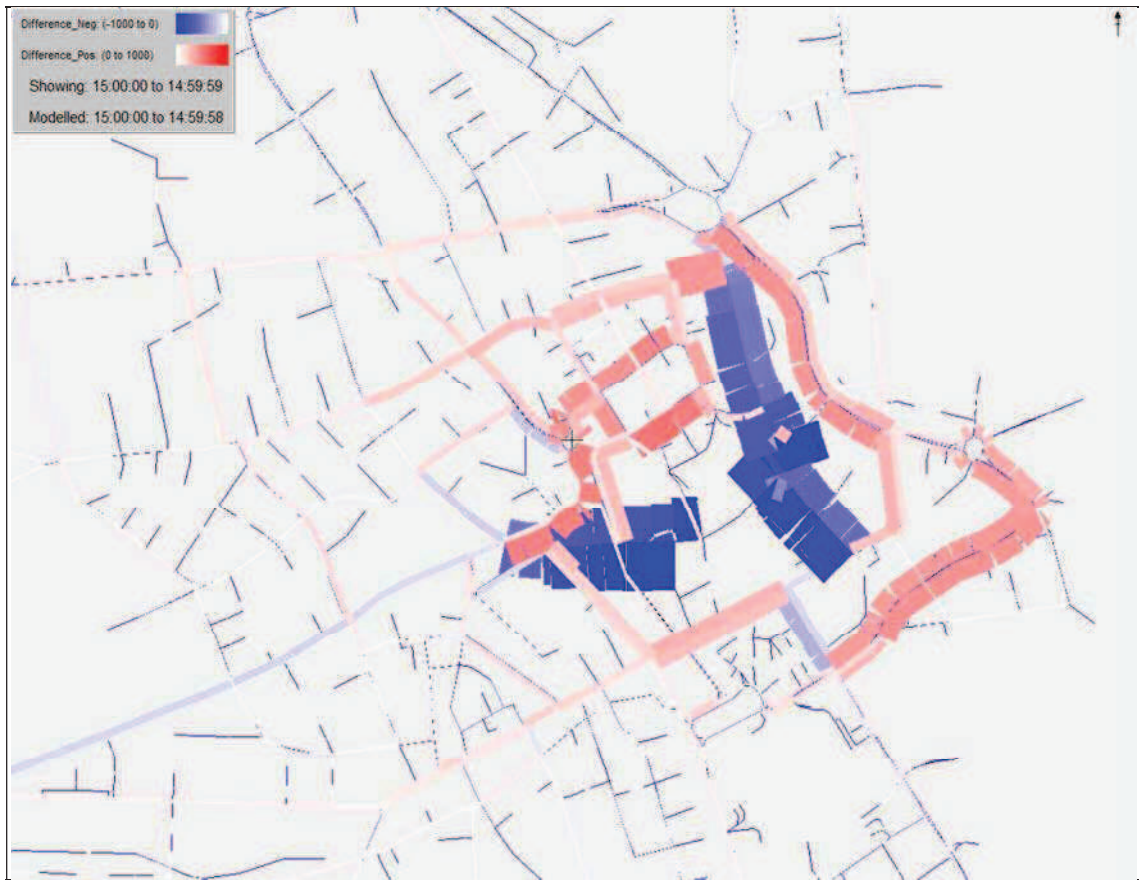 Difference_Neg: (-1000 to 0)
Difference_Pos: (0 to 1000)
Showing: 15:00:00 to 14:59:59
Modelled: 15:00:00 to 14:59:58